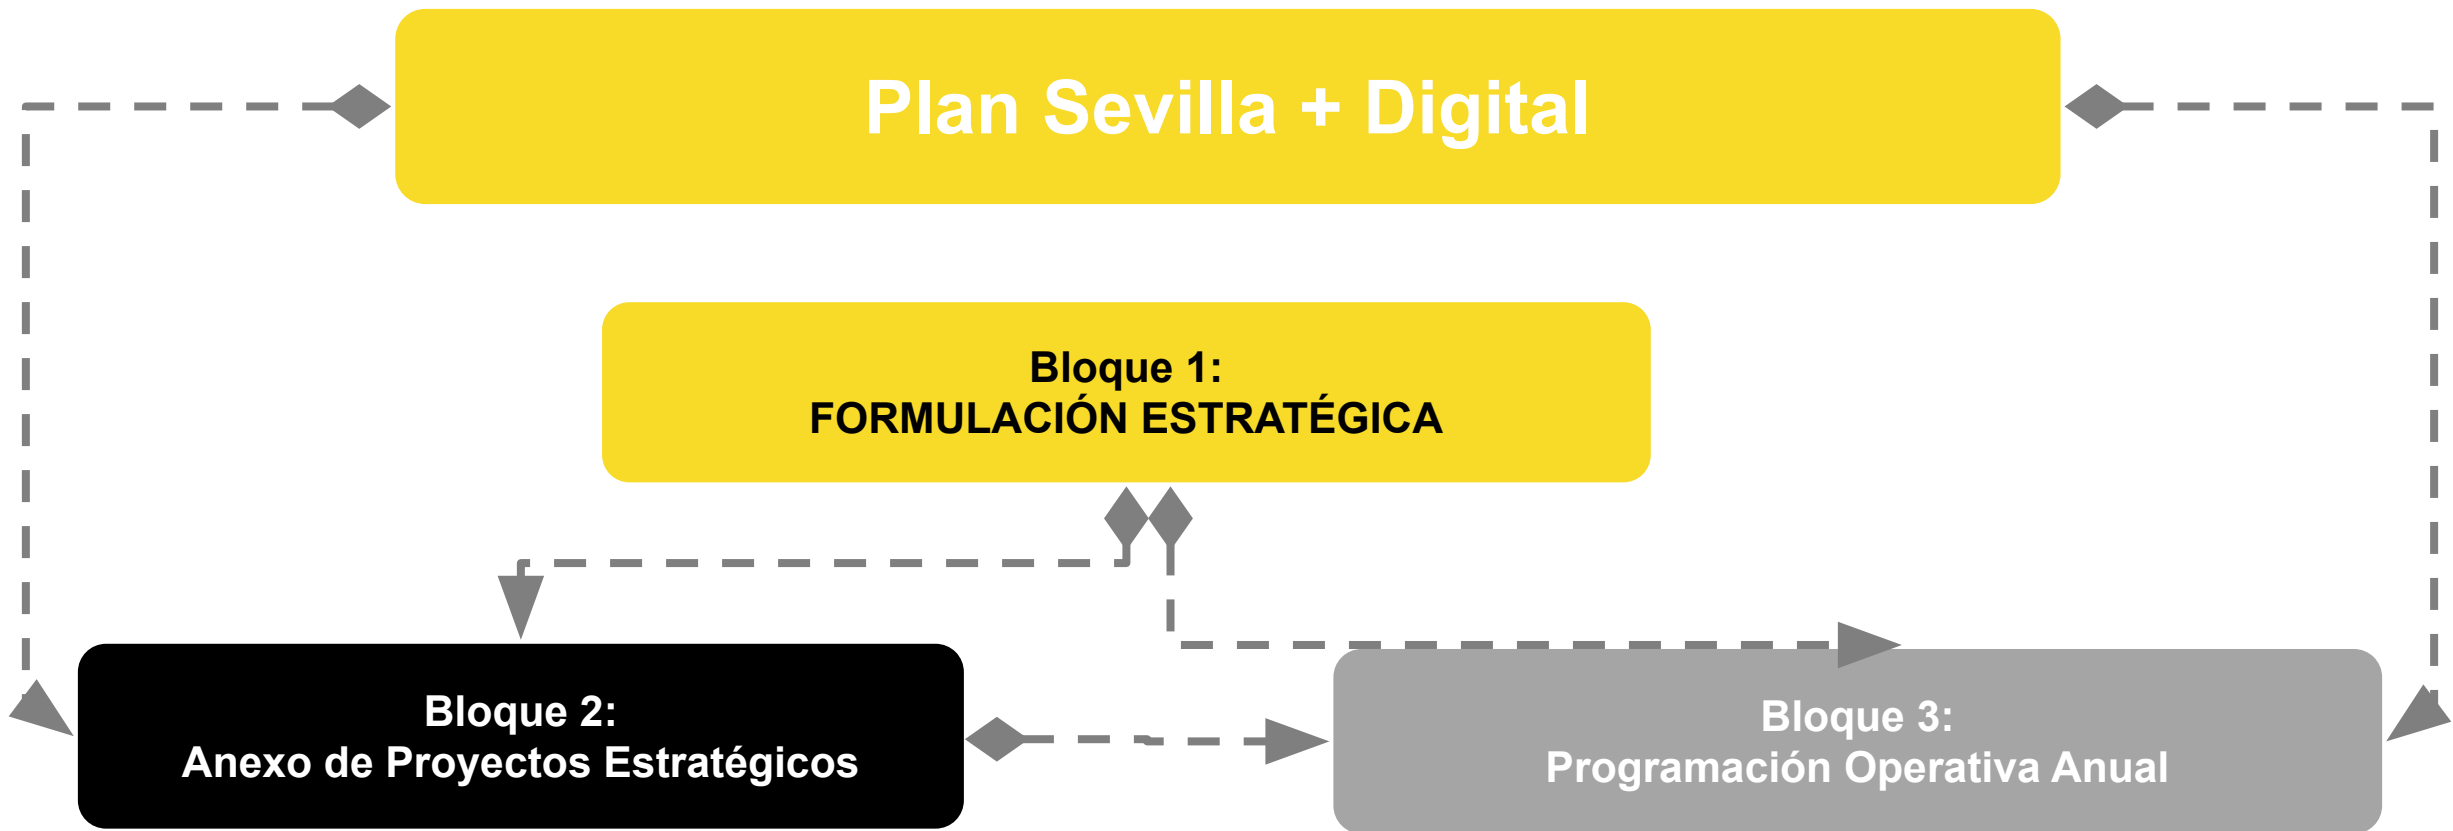 Plan Sevilla + Digital
Bloque 1:
FORMULACIÓN ESTRATÉGICA
Bloque 2:
Anexo de Proyectos Estratégicos
Bloque 3:
Programación Operativa Anual